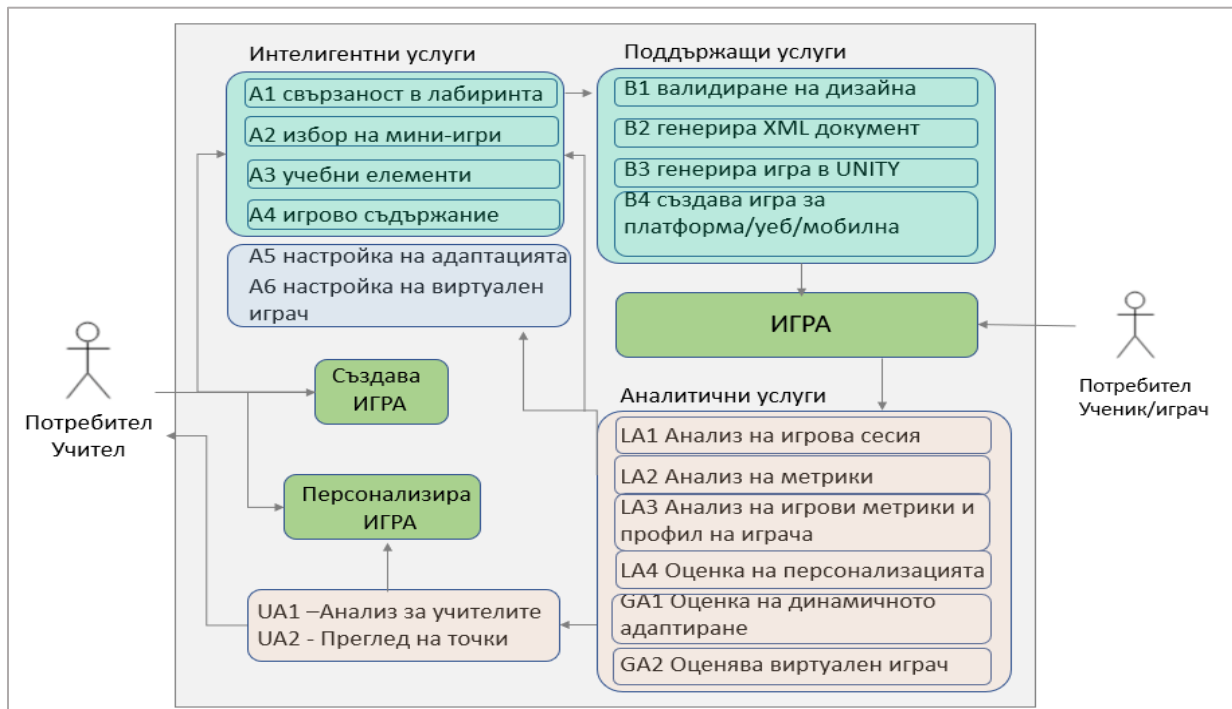 Интелигентни услуги
А1 свързаност в лабиринта
А2 избор на мини-игри
А3 учебни елементи
А4 игрово съдържание
А5 настройка на адаптацията
А6 настройка на виртуален
играч
Поддържащи услуги
В1 валидиране на дизайна
В2 генерира XML документ
В3 генерира игра в UNITY
В4 създава игра за
платформа/уеб/мобилна
ИГРА
Потребител
Ученик/играч
Потребител
Учител
Създава
ИГРА
Персонализира
ИГРА
UA1 –Анализ за учителите
UA2 - Преглед на точки
Аналитични услуги
LA1 Анализ на игрова сесия
LA2 Анализ на метрики
LA3 Анализ на игрови метрики и
профил на играча
LA4 Оценка на персонализацията
GA1 Оценка на динамичното
адаптиране
GA2 Оценява виртуален играч